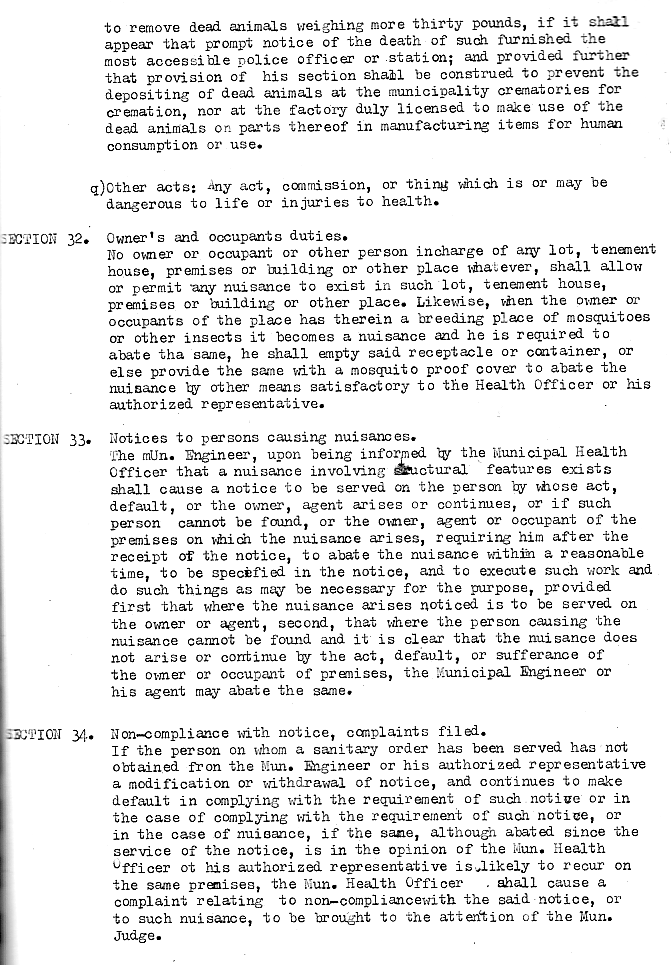 to remove dead animals weighing more thirty pounds, if it shall
appear that prompt notice of the death of such furnished the
most accessible police officer or station; and provided further
that provision of his section shall be construed to prevent the
depositing of dead animals at the municipality crematories for
cremation, nor at the factory duly licensed to make use of the
dead animals on parts thereof in manufacturing items for human
consumption or use.
q)Other acts: Any act, commission, or thing which is or may be
dangerous to life or injuries to health.
SECTION 32. Owner's and occupants duties.
No owner or occupant or other person incharge of any lot, tenement
house, premises or building or other place whatever, shall allow
or permit any nuisance to exist in such lot, tenement house,
premises or building or other place. Likewise, when the owner or
occupants of the place has therein a breeding place of mosquitoes
or other insects it becomes a nuisance and he is required to
abate tha same, he shall empty said receptacle or container, or
else provide the same with a mosquito proof cover to abate the
nuisance by other means satisfactory to the Health Officer or his
authorized representative.
SECTION 33. Notices to persons causing nuisances.
The mUn. Engineer, upon being informed by the Municipal Health
Officer that a nuisance involving structural features exists
shall cause a notice to be served on the person by whose act,
default, or the owner, agent arises or continues, or if such
person cannot be found, or the owner, agent or occupant of the
premises on which the nuisance arises, requiring him after the
receipt of the notice, to abate the nuisance within a reasonable
time, to be specified in the notice, and to execute such work and
do such things as may be necessary for the purpose, provided
first that where the nuisance arises noticed is to be served on
the owner or agent, second, that where the person causing the
nuisance cannot be found and it is clear that the nuisance does
not arise or continue by the act, default, or sufferance of
the owner or occupant of premises, the Municipal Engineer or
his agent may abate the same.
SECTION 34. Non-compliance with notice, complaints filed.
If the person on whom a sanitary order has been served has not
obtained fron the Mun. Engineer or his authorized representative
a modification or withdrawal of notice, and continues to make
default in complying with the requirement of such notive or in
the case of complying with the requirement of such notive, or
in the case of nuisance, if the same, although abated since the
service of the notice, is in the opinion of the Mun. Health
Officer ot his authorized representative is likely to recur on
the same premises, the Mun. Health Officer . shall cause a
complaint relating to non-compliancewith the said notice, or
to such nuisance, to be brought to the attention of the Mun.
Judge.